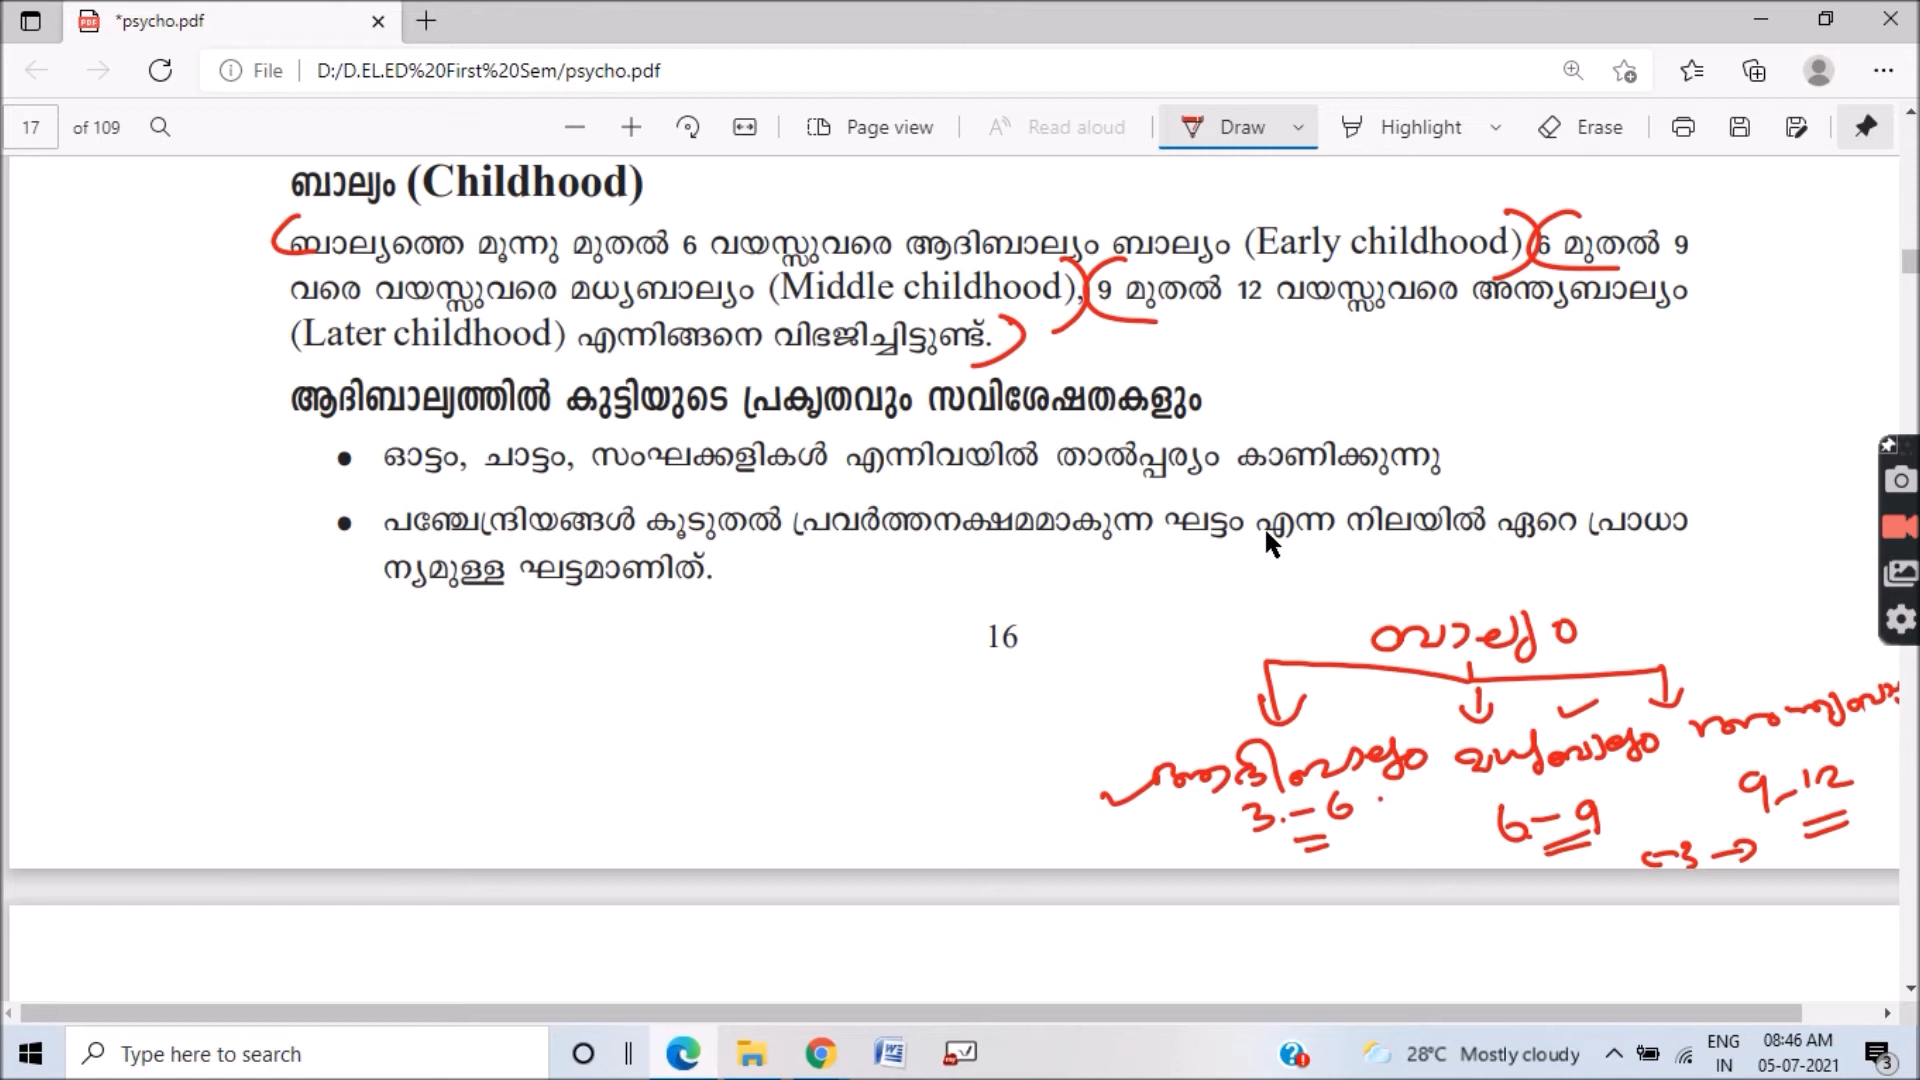 *psycho.pdf
File D:/D.EL.ED%20First%20Sem/psycho.pdf
17 of 109 Page view Read aloud Draw Highlight Erase
ബാല്യം (Childhood)
ബാല്യത്തെ മൂന്നു മുതൽ 6 വയസ്സുവരെ ആദിബാല്യം ബാല്യം (Early childhood) 6 മുതൽ 9
വരെ വയസ്സുവരെ മധ്യബാല്യം (Middle childhood), 9 മുതൽ 12 വയസ്സുവരെ അന്ത്യബാല്യം
(Later childhood) എന്നിങ്ങനെ വിഭജിച്ചിട്ടുണ്ട്.
ആദിബാല്യത്തിൽ കുട്ടിയുടെ പ്രകൃതവും സവിശേഷതകളും
• ഓട്ടം, ചാട്ടം, സംഘക്കളികൾ എന്നിവയിൽ താൽപ്പര്യം കാണിക്കുന്നു
• പഞ്ചേന്ദ്രിയങ്ങൾ കൂടുതൽ പ്രവർത്തനക്ഷമമാകുന്ന ഘട്ടം എന്ന നിലയിൽ ഏറെ പ്രാധാ
ന്യമുള്ള ഘട്ടമാണിത്.
16
ബാല്യം
ആദിബാല്യം മധ്യബാല്യം
3 - 6 6 - 9 9 - 12
3
Type here to search 28°C Mostly cloudy ENG 08:46 AM
IN 05-07-2021 3